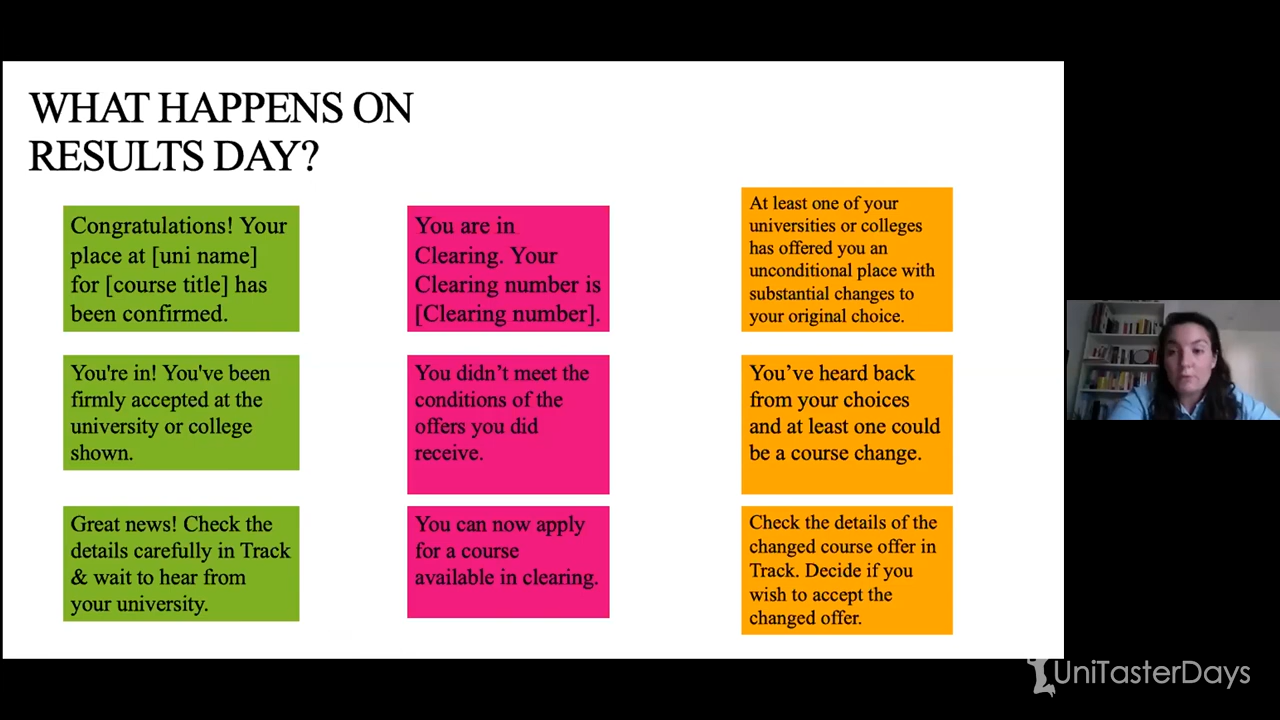 WHAT HAPPENS ON
RESULTS DAY?
Congratulations! Your
place at [uni name]
for [course title] has
been confirmed.
You are in
Clearing. Your
Clearing number is
[Clearing number].
At least one of your
universities or colleges
has offered you an
unconditional place with
substantial changes to
your original choice.
You're in! You've been
firmly accepted at the
university or college
shown.
You didn’t meet the
conditions of the
offers you did
receive.
You’ve heard back
from your choices
and at least one could
be a course change.
Great news! Check the
details carefully in Track
& wait to hear from
your university.
You can now apply
for a course
available in clearing.
Check the details of the
changed course offer in
Track. Decide if you
wish to accept the
changed offer.
UniTasterDays